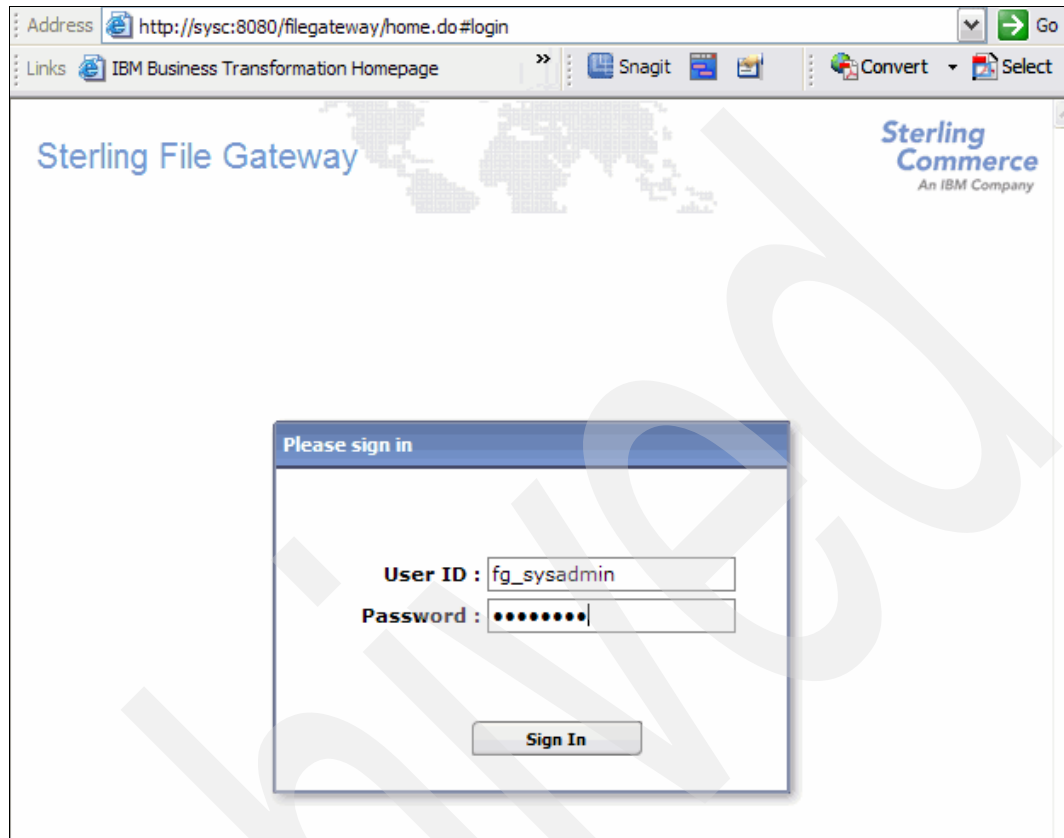 Address http://sysc:8080/filegateway/home.do#login Go
Links IBM Business Transformation Homepage » Snagit Convert Select
Sterling File Gateway
Sterling
Commerce
An IBM Company
Please sign in
User ID : fg_sysadmin
Password : ••••••••
Sign In